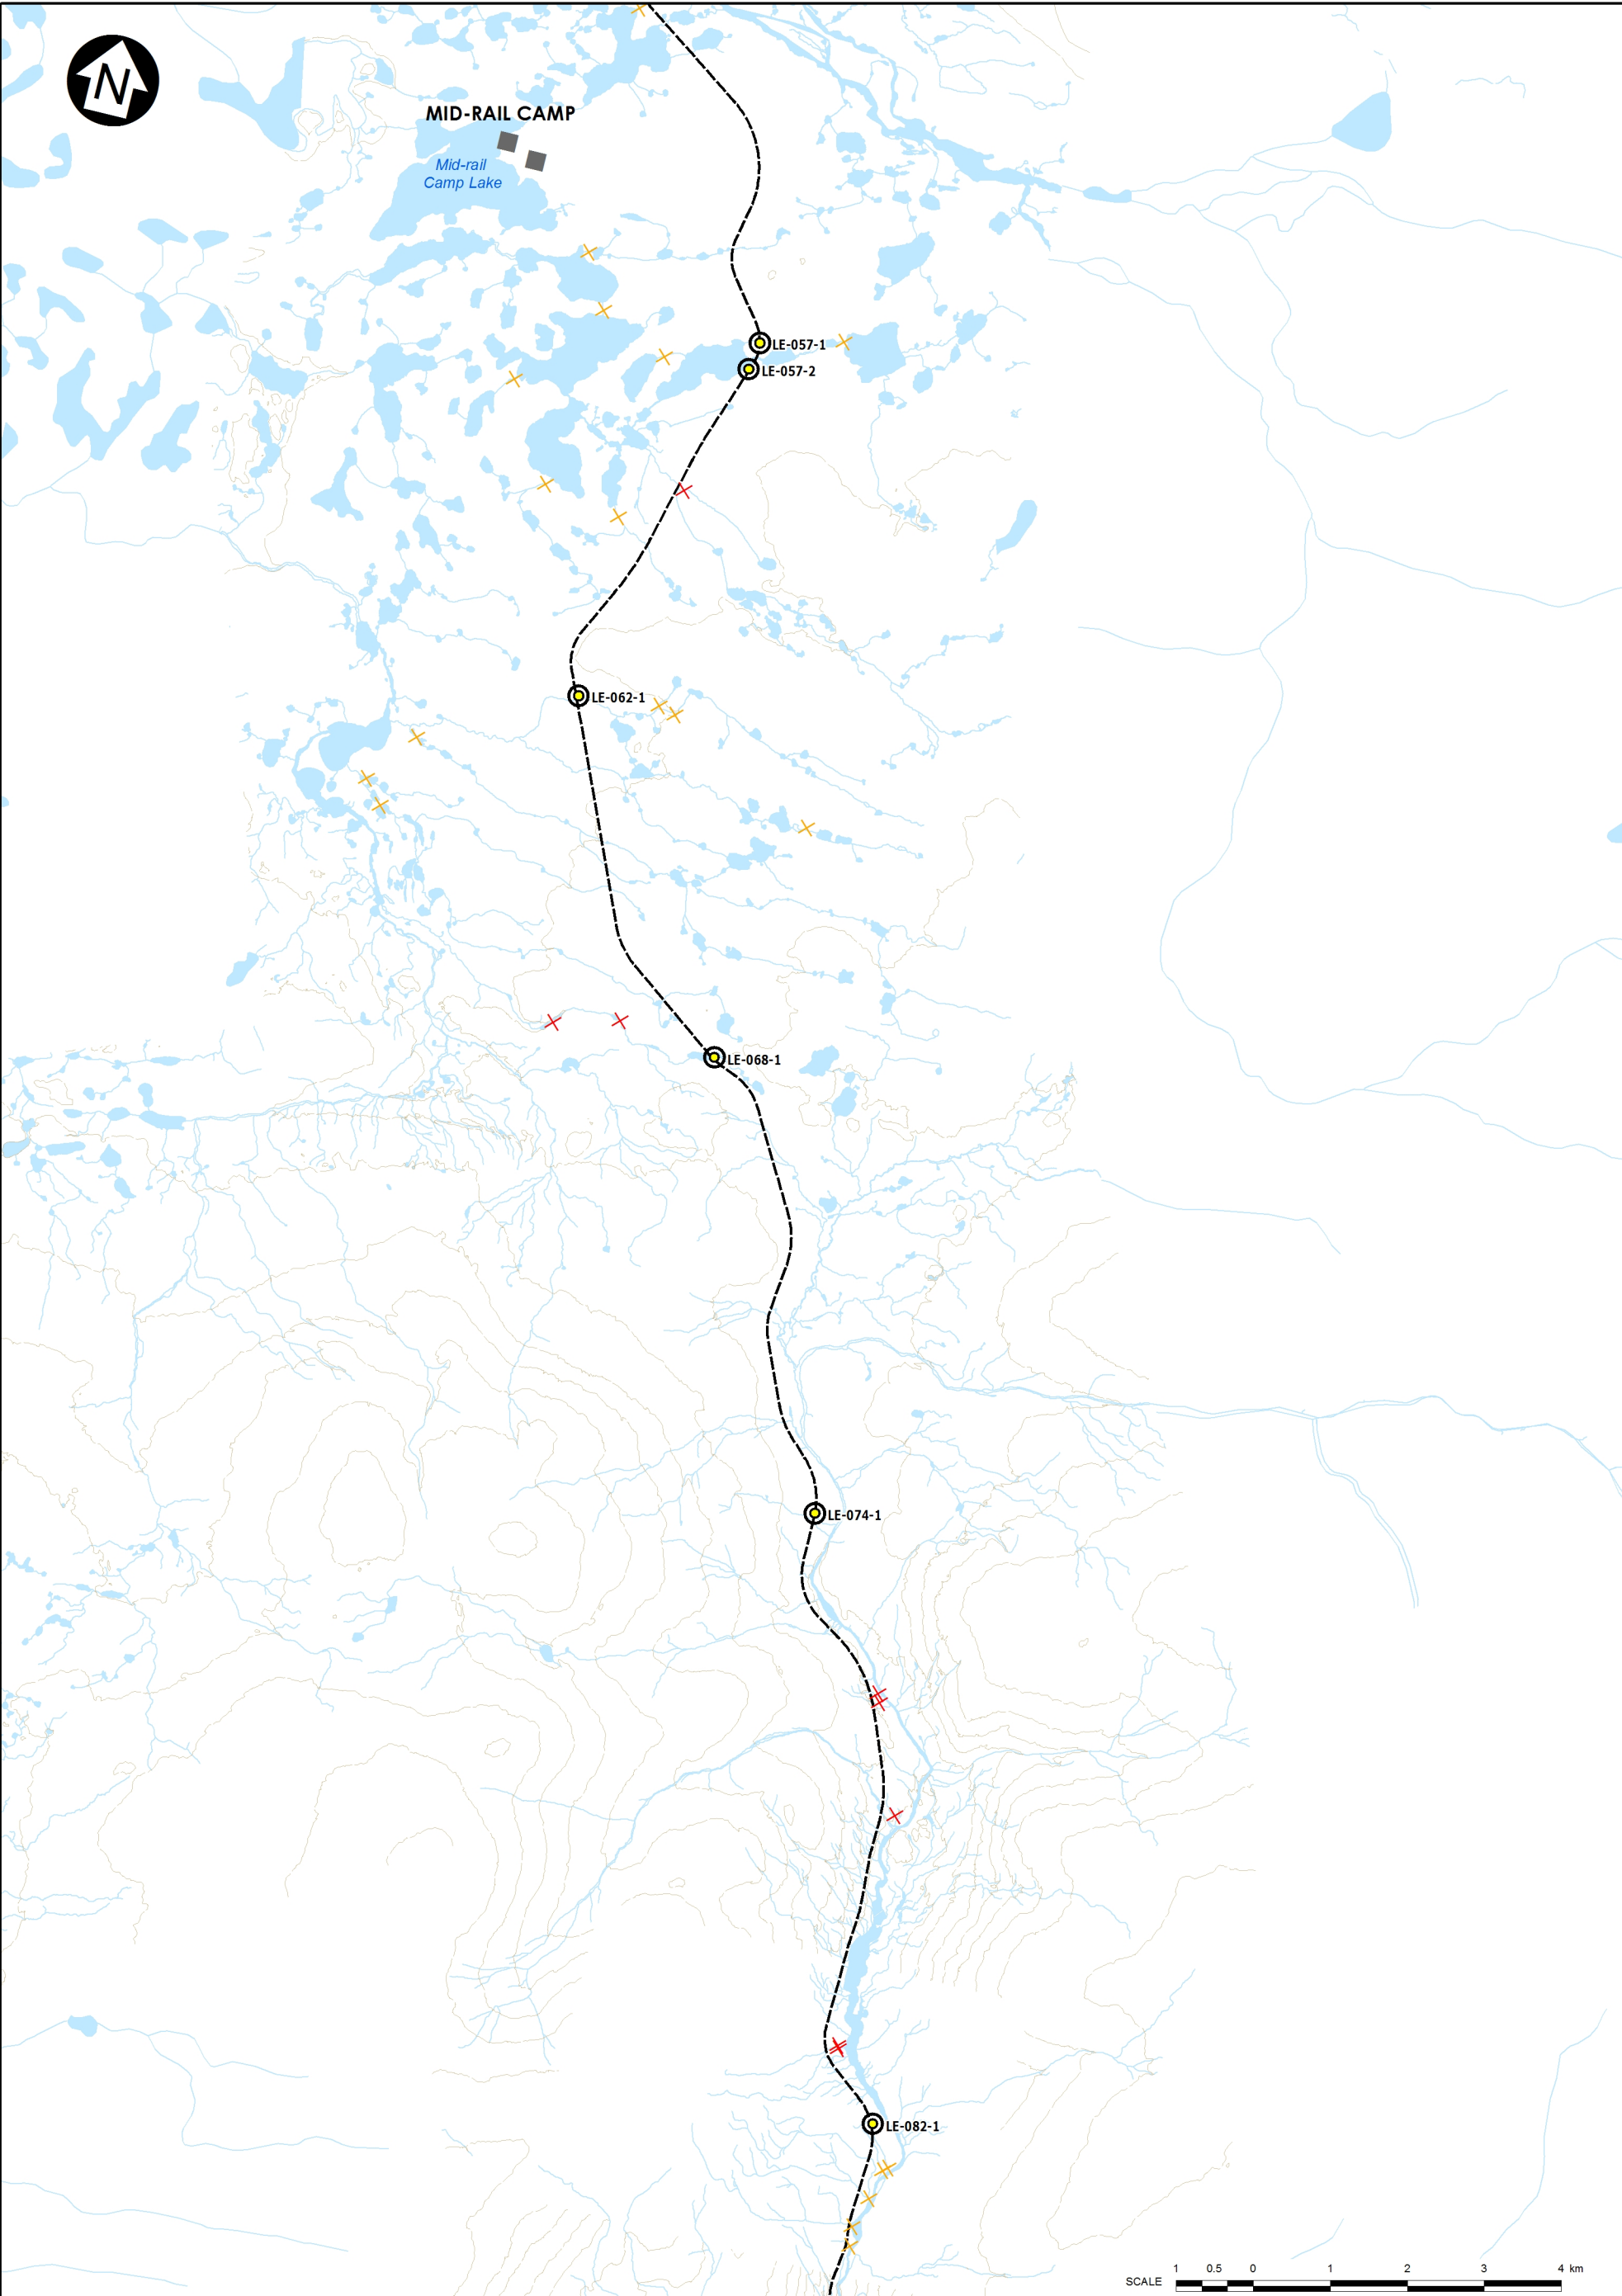 N
MID-RAIL CAMP
Mid-rail
Camp Lake
LE-057-1
LE-057-2
LE-062-1
LE-068-1
LE-074-1
LE-082-1
SCALE 1 0.5 0 1 2 3 4 km